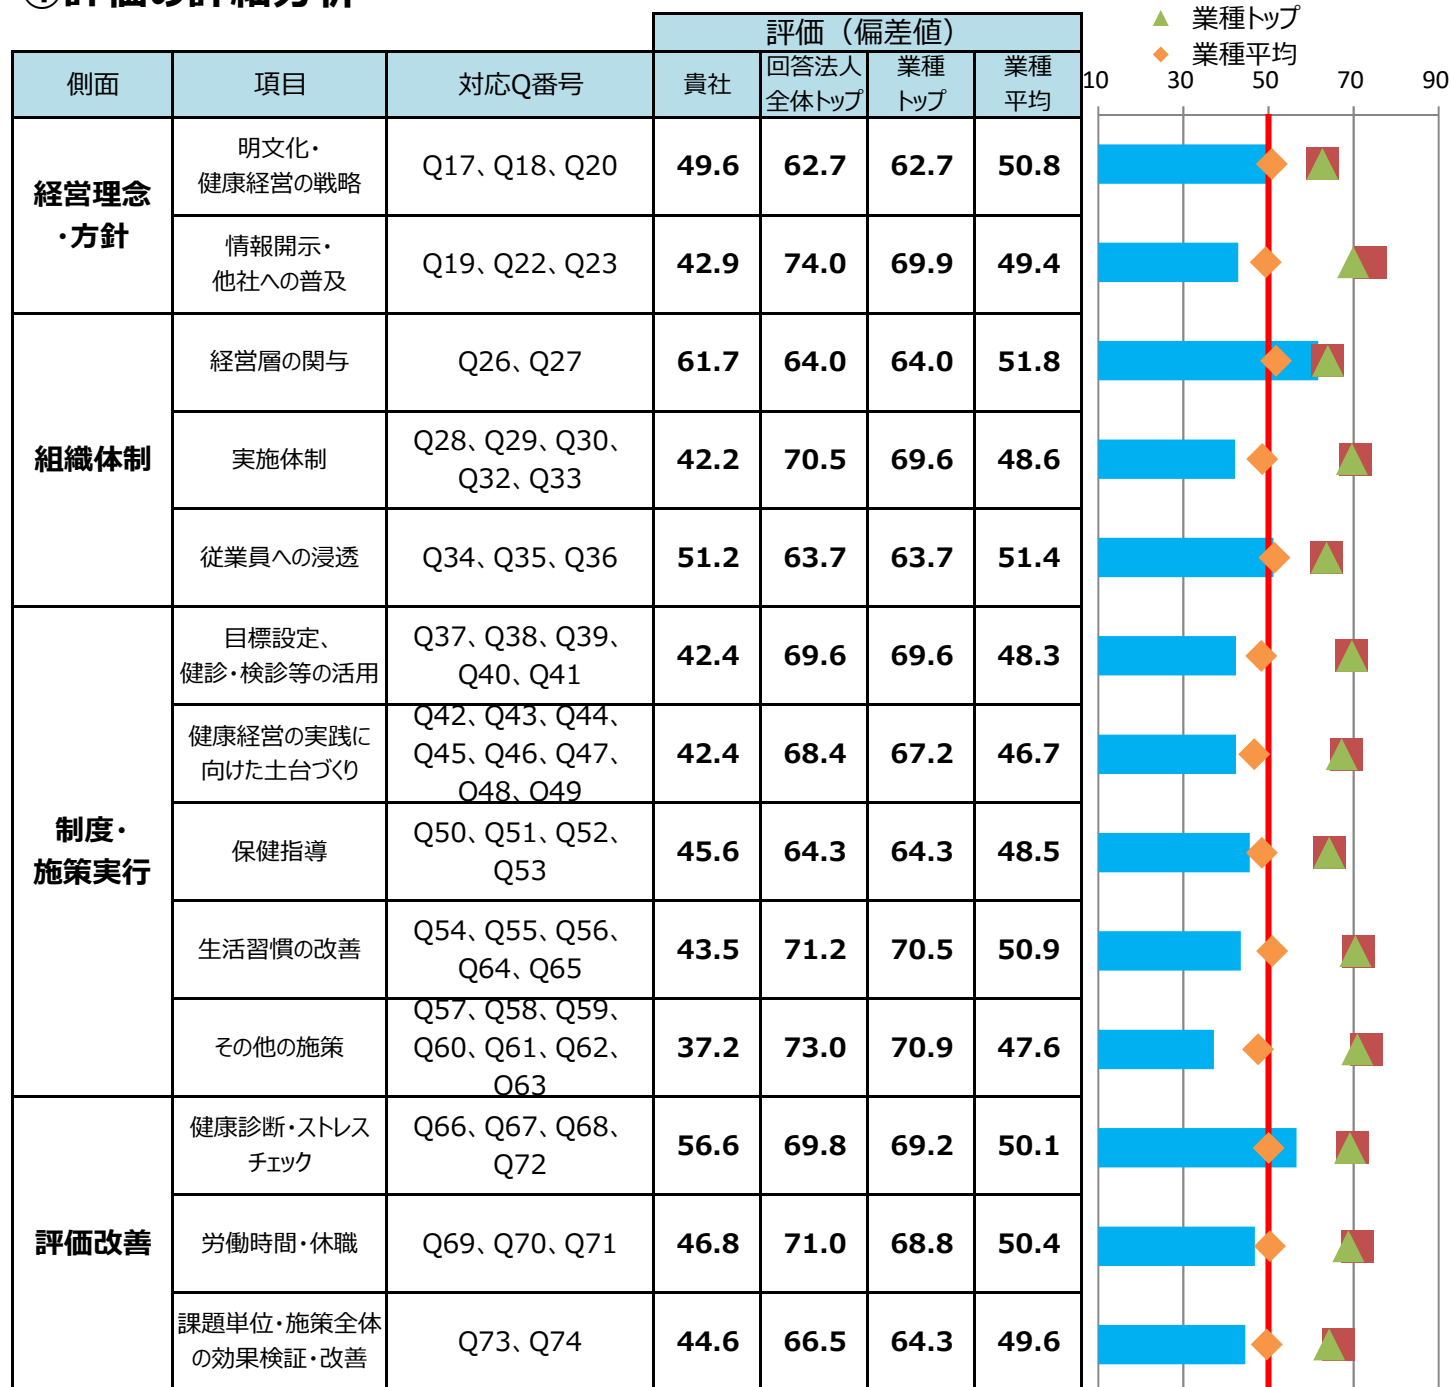 ①評価の詳細分析
▲ 業種トップ
◆ 業種平均
10 30 50 70 90
評価（偏差値）
側面 項目 対応Q番号 貴社 回答法人 業種 業種
全体トップ トップ 平均
経営理念
・方針
明文化・
健康経営の戦略
Q17、Q18、Q20
49.6 62.7 62.7 50.8
情報開示・
他社への普及
Q19、Q22、Q23
42.9 74.0 69.9 49.4
組織体制
経営層の関与
Q26、Q27
61.7 64.0 64.0 51.8
実施体制
Q28、Q29、Q30、
Q32、Q33
42.2 70.5 69.6 48.6
従業員への浸透
Q34、Q35、Q36
51.2 63.7 63.7 51.4
制度・
施策実行
目標設定、
健診・検診等の活用
Q37、Q38、Q39、
Q40、Q41
42.4 69.6 69.6 48.3
健康経営の実践に
向けた土台づくり
Q42、Q43、Q44、
Q45、Q46、Q47、
Q48、Q49
42.4 68.4 67.2 46.7
保健指導
Q50、Q51、Q52、
Q53
45.6 64.3 64.3 48.5
生活習慣の改善
Q54、Q55、Q56、
Q64、Q65
43.5 71.2 70.5 50.9
その他の施策
Q57、Q58、Q59、
Q60、Q61、Q62、
Q63
37.2 73.0 70.9 47.6
評価改善
健康診断・ストレス
チェック
Q66、Q67、Q68、
Q72
56.6 69.8 69.2 50.1
労働時間・休職
Q69、Q70、Q71
46.8 71.0 68.8 50.4
課題単位・施策全体
の効果検証・改善
Q73、Q74
44.6 66.5 64.3 49.6